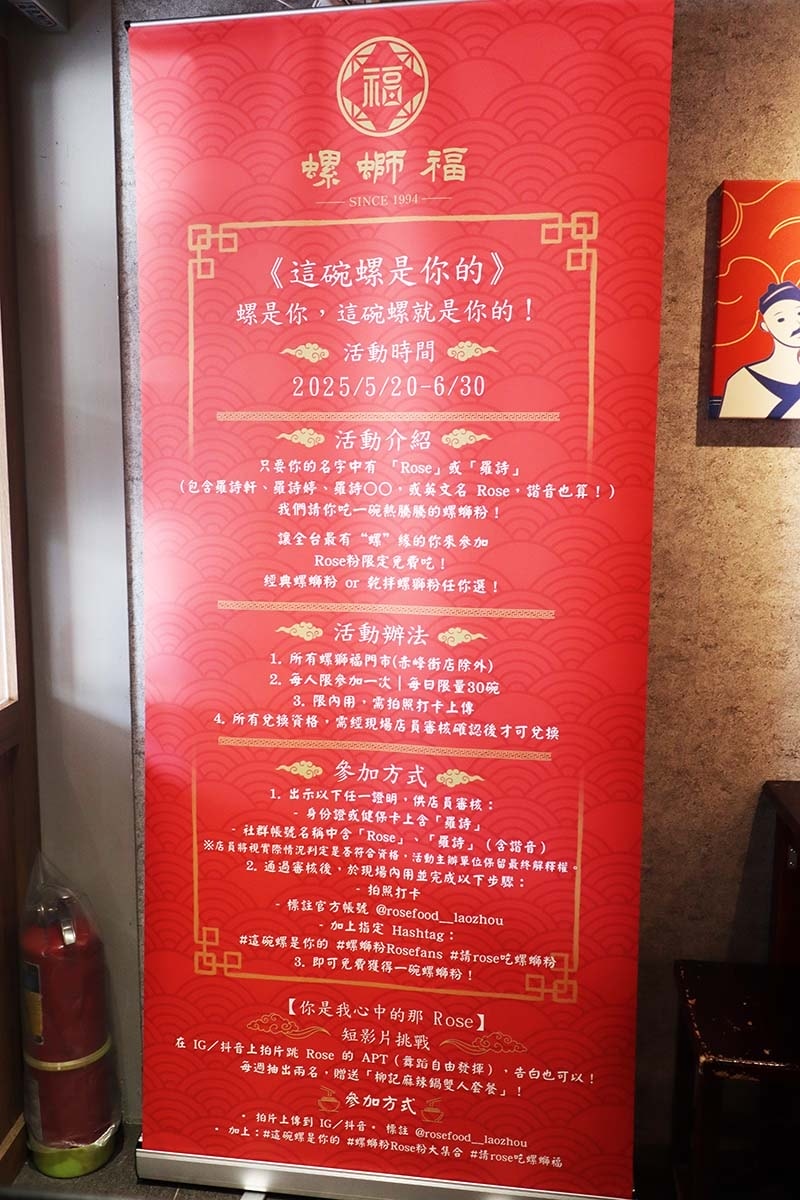 福
螺螄福
SINCE 1994
《這碗螺是你的》
螺是你，這碗螺就是你的！
活動時間
2025/5/20-6/30
活動介紹
只要你的名字中有「Rose」或「羅詩」
（包含羅詩軒、羅詩婷、羅詩〇〇，或英文名 Rose，諧音也算！）
我們請你吃一碗熱騰騰的螺螄粉！
讓全台最有“螺”緣的你來參加
Rose粉限定免費吃！
經典螺螄粉 or 乾拌螺獅粉任你選！
活動辦法
1. 所有螺獅福門市(赤峰街店除外)
2. 每人限參加一次｜每日限量30碗
3. 限內用，需拍照打卡上傳
4. 所有兌換資格，需經現場店員審核確認後才可兌換
參加方式
1. 出示以下任一證明，供店員審核：
- 身份證或健保卡上含「羅詩」
- 社群帳號名稱中含「Rose」、「羅詩」（含諧音）
※店員將視實際情況判定是否符合資格，活動主辦單位保留最終解釋權。
2. 通過審核後，於現場內用並完成以下步驟：
- 拍照打卡
- 標註官方帳號 @rosefood__laozhou
- 加上指定 Hashtag：
#這碗螺是你的 #螺螄粉Rosefans #請rose吃螺螄粉
3. 即可免費獲得一碗螺螄粉！
【你是我心中的那 Rose】
短影片挑戰
在 IG／抖音上拍片跳 Rose 的 APT（舞蹈自由發揮），告白也可以！
每週抽出兩名，贈送「柳記麻辣鍋雙人套餐」！
參加方式
• 拍片上傳到 IG／抖音。標註 @rosefood__laozhou
• 加上：#這碗螺是你的 #螺螄粉Rose粉大集合 #請rose吃螺螄福